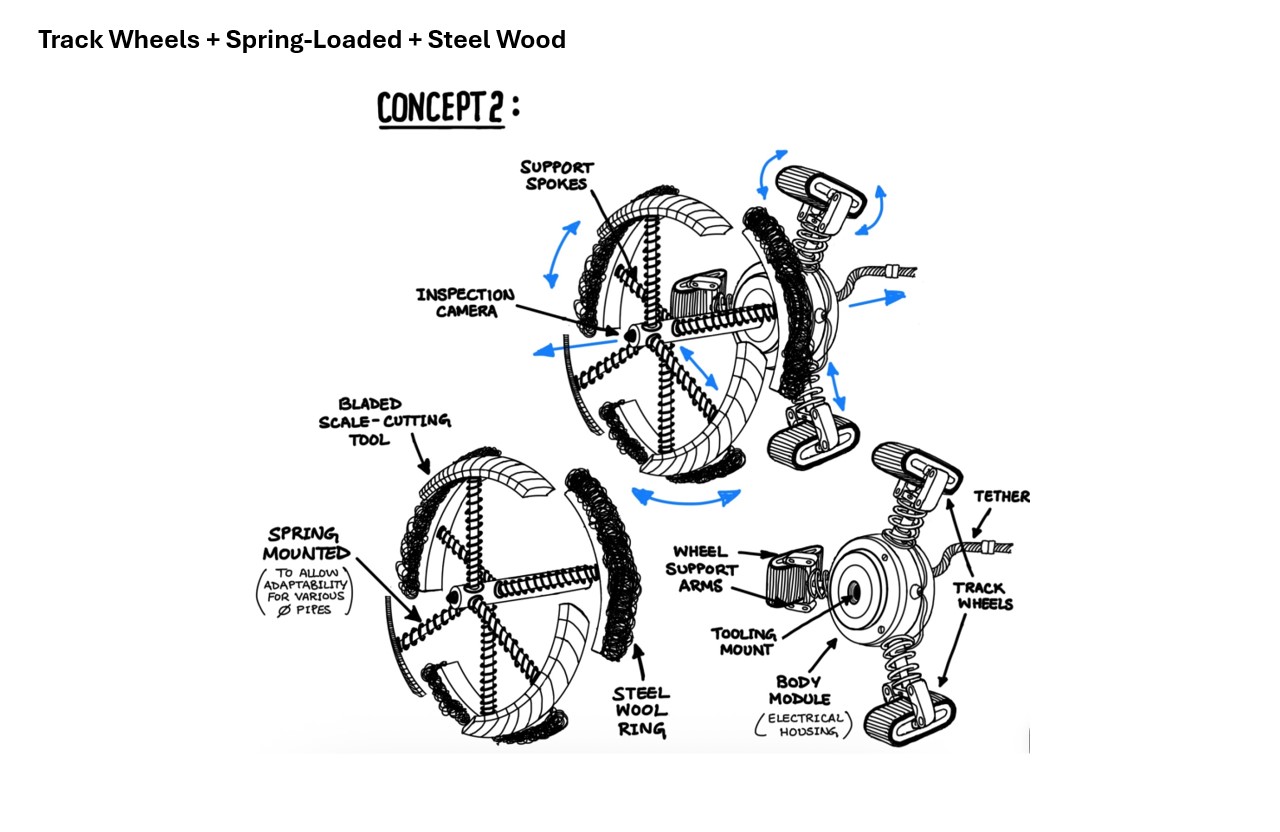 Track Wheels + Spring-Loaded + Steel Wood
CONCEPT 2:
SUPPORT
SPOKES
INSPECTION
CAMERA
BLADED
SCALE-CUTTING
TOOL
SPRING
MOUNTED
(TO ALLOW
ADAPTABILITY
FOR VARIOUS
Ø PIPES)
STEEL
WOOL
RING
WHEEL
SUPPORT
ARMS
TOOLING
MOUNT
BODY
MODULE
(ELECTRICAL
HOUSING)
TETHER
TRACK
WHEELS